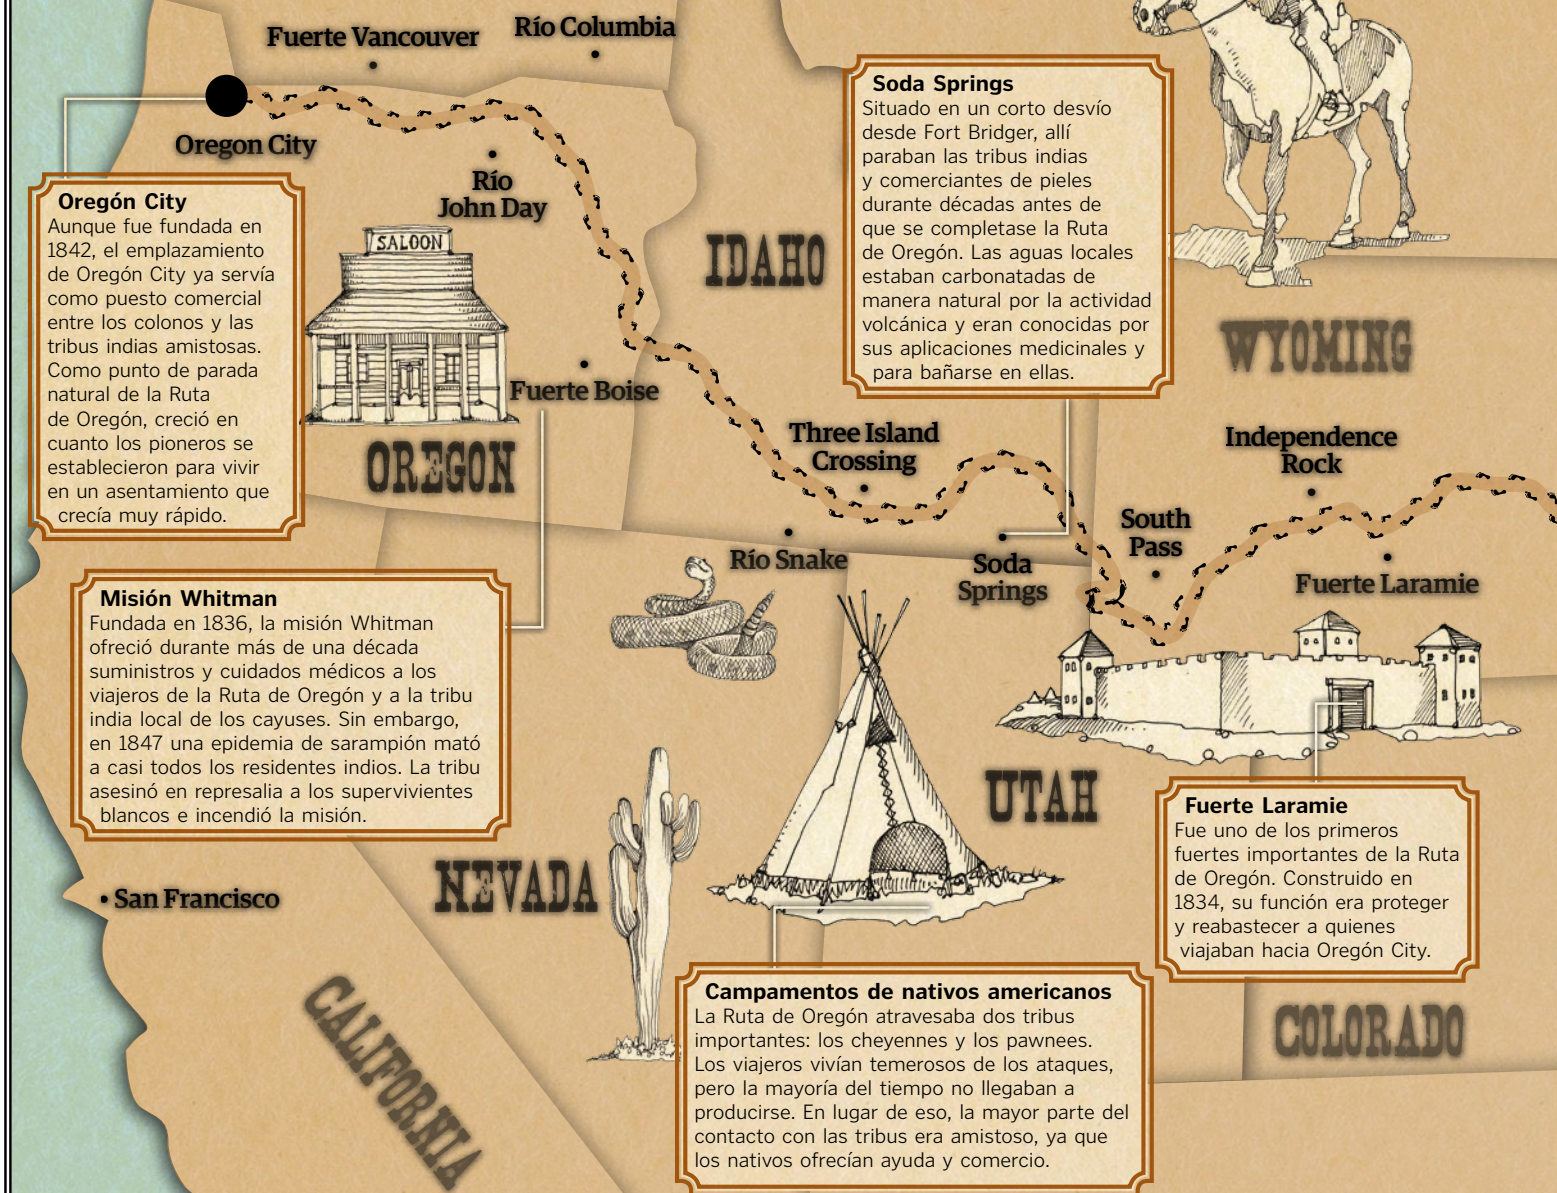 Fuerte Vancouver
Río Columbia
Oregon City
Río
John Day
Oregón City
Aunque fue fundada en
1842, el emplazamiento
de Oregón City ya servía
como puesto comercial
entre los colonos y las
tribus indias amistosas.
Como punto de parada
natural de la Ruta
de Oregón, creció en
cuanto los pioneros se
establecieron para vivir
en un asentamiento que
crecía muy rápido.
SALOON
IDAHO
Soda Springs
Situado en un corto desvío
desde Fort Bridger, allí
paraban las tribus indias
y comerciantes de pieles
durante décadas antes de
que se completase la Ruta
de Oregón. Las aguas locales
estaban carbonatadas de
manera natural por la actividad
volcánica y eran conocidas por
sus aplicaciones medicinales y
para bañarse en ellas.
WYOMING
Fuerte Boise
OREGON
Three Island
Crossing
Independence
Rock
South
Pass
Río Snake
Soda
Springs
Fuerte Laramie
Misión Whitman
Fundada en 1836, la misión Whitman
ofreció durante más de una década
suministros y cuidados médicos a los
viajeros de la Ruta de Oregón y a la tribu
india local de los cayuses. Sin embargo,
en 1847 una epidemia de sarampión mató
a casi todos los residentes indios. La tribu
asesinó en represalia a los supervivientes
blancos e incendió la misión.
UTAH
Fuerte Laramie
Fue uno de los primeros
fuertes importantes de la Ruta
de Oregón. Construido en
1834, su función era proteger
y reabastecer a quienes
viajaban hacia Oregón City.
San Francisco
NEVADA
CALIFORNIA
Campamentos de nativos americanos
La Ruta de Oregón atravesaba dos tribus
importantes: los cheyennes y los pawnees.
Los viajeros vivían temerosos de los ataques,
pero la mayoría del tiempo no llegaban a
producirse. En lugar de eso, la mayor parte del
contacto con las tribus era amistoso, ya que
los nativos ofrecían ayuda y comercio.
COLORADO